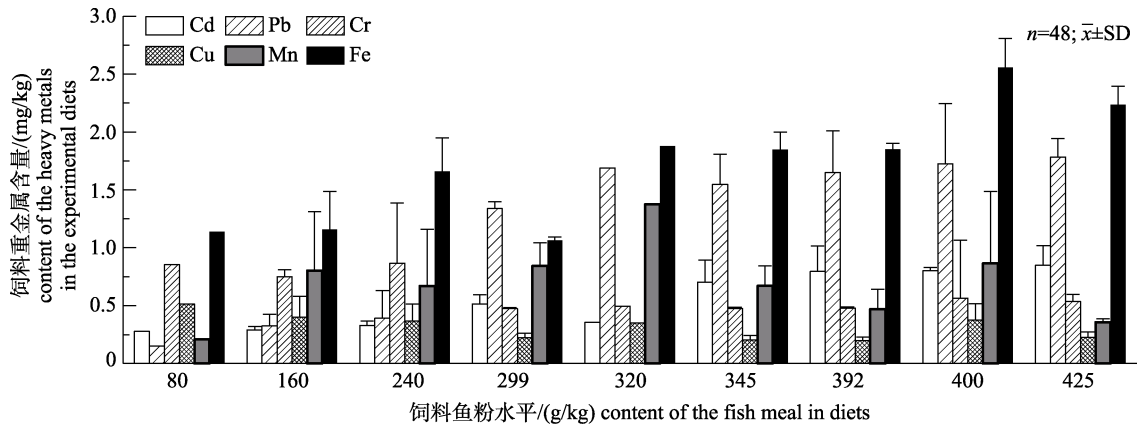 3.0
2.5
2.0
1.5
1.0
0.5
0
Cd Pb Cr
Cu Mn Fe
n=48; x̄±SD
饲料重金属含量/(mg/kg)
content of the heavy metals
in the experimental diets
80 160 240 299 320 345 392 400 425
饲料鱼粉水平/(g/kg) content of the fish meal in diets